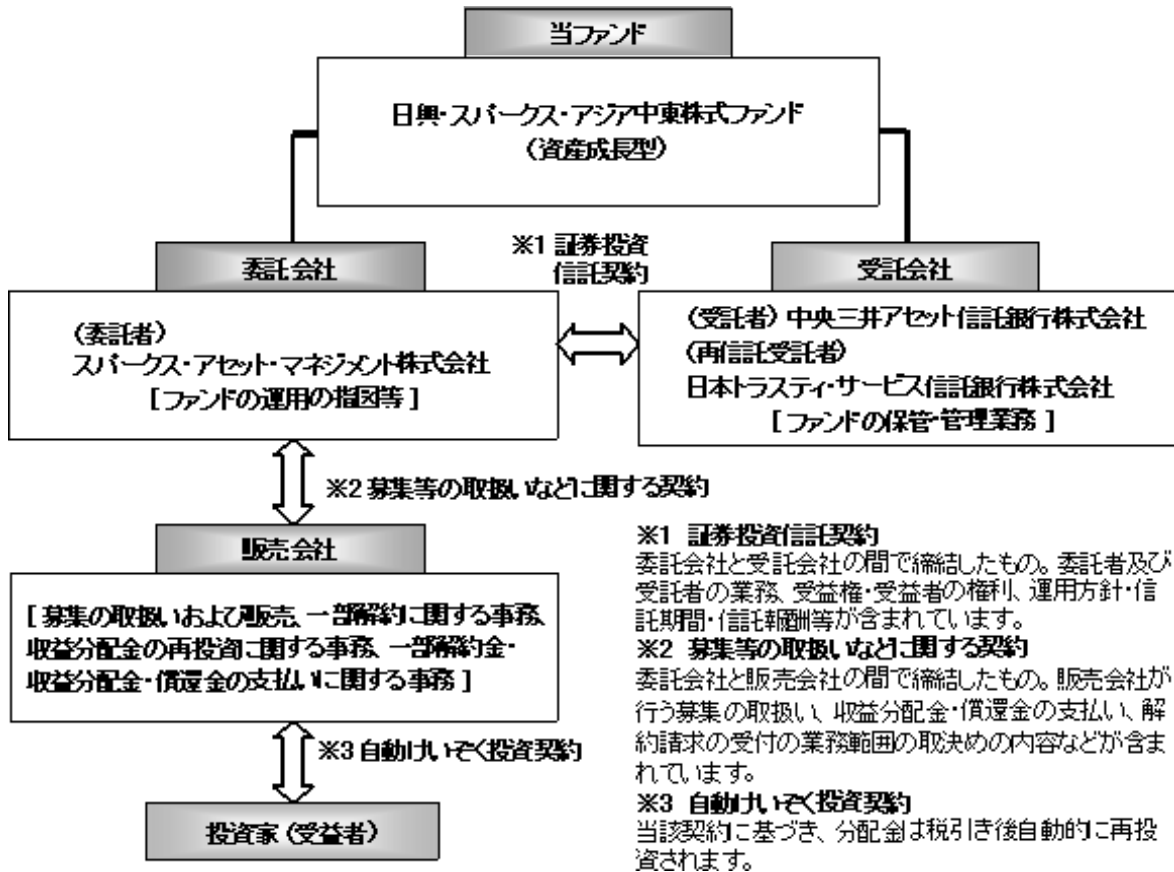 当ファンド
日興・スパークス・アジア中東株式ファンド
(資産成長型)
※1 証券投資
信託契約
委託会社
(委託者)
スパークス・アセット・マネジメント株式会社
[ファンドの運用の指図等]
受託会社
(受託者) 中央三井アセット信託銀行株式会社
(再信託受託者)
日本トラスティ・サービス信託銀行株式会社
[ファンドの保管・管理業務]
※2 募集等の取扱いなどに関する契約
販売会社
[募集の取扱いおよび販売、一部解約に関する事務、
収益分配金の再投資に関する事務、一部解約金・
収益分配金・償還金の支払いに関する事務]
※3 自動けいぞく投資契約
投資家 (受益者)
※1 証券投資信託契約
委託会社と受託会社の間で締結したもの。委託者及び
受託者の業務、受益権・受益者の権利、運用方針・信
託期間・信託報酬等が含まれています。
※2 募集等の取扱いなどに関する契約
委託会社と販売会社の間で締結したもの。販売会社が
行う募集の取扱い、収益分配金・償還金の支払い、解
約請求の受付の業務範囲の取決めの内容などが含ま
れています。
※3 自動けいぞく投資契約
当該契約に基づき、分配金は税引き後自動的に再投
資されます。